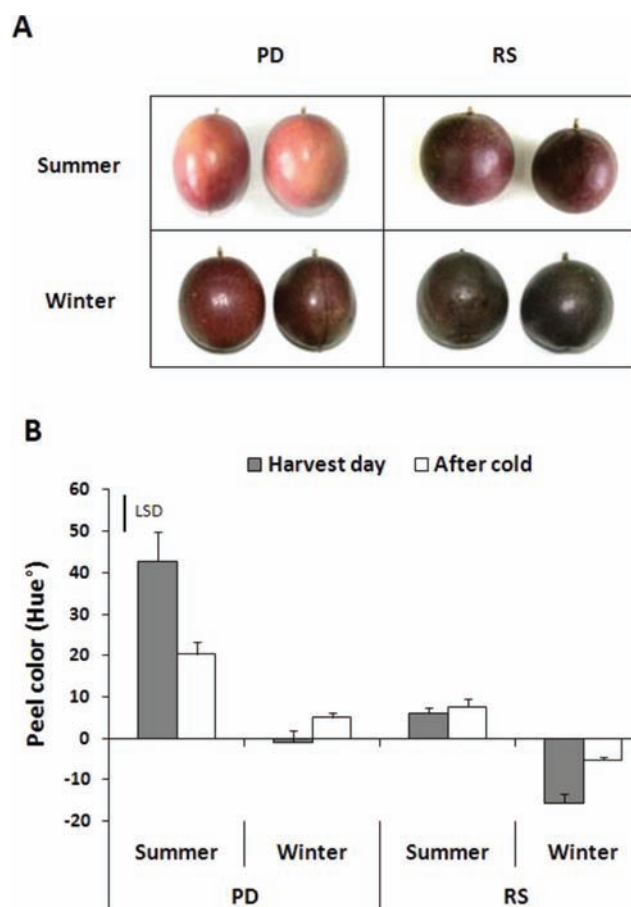 A
PD RS
Summer
Winter
B
Harvest day After cold
60
LSD
50
40
30
20
10
0
-10
-20
Peel color (Hue°)
Summer Winter Summer Winter
PD RS